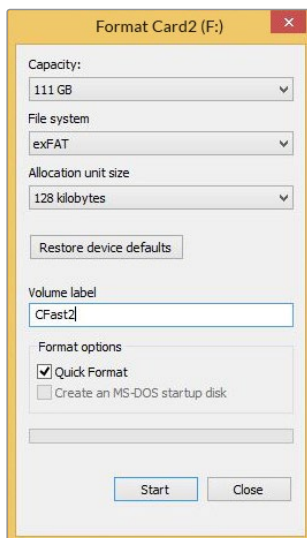 Format Card2 (F:)
Capacity:
111 GB
File system
exFAT
Allocation unit size
128 kilobytes
Restore device defaults
Volume label
CFast2
Format options
Quick Format
Create an MS-DOS startup disk
Start Close